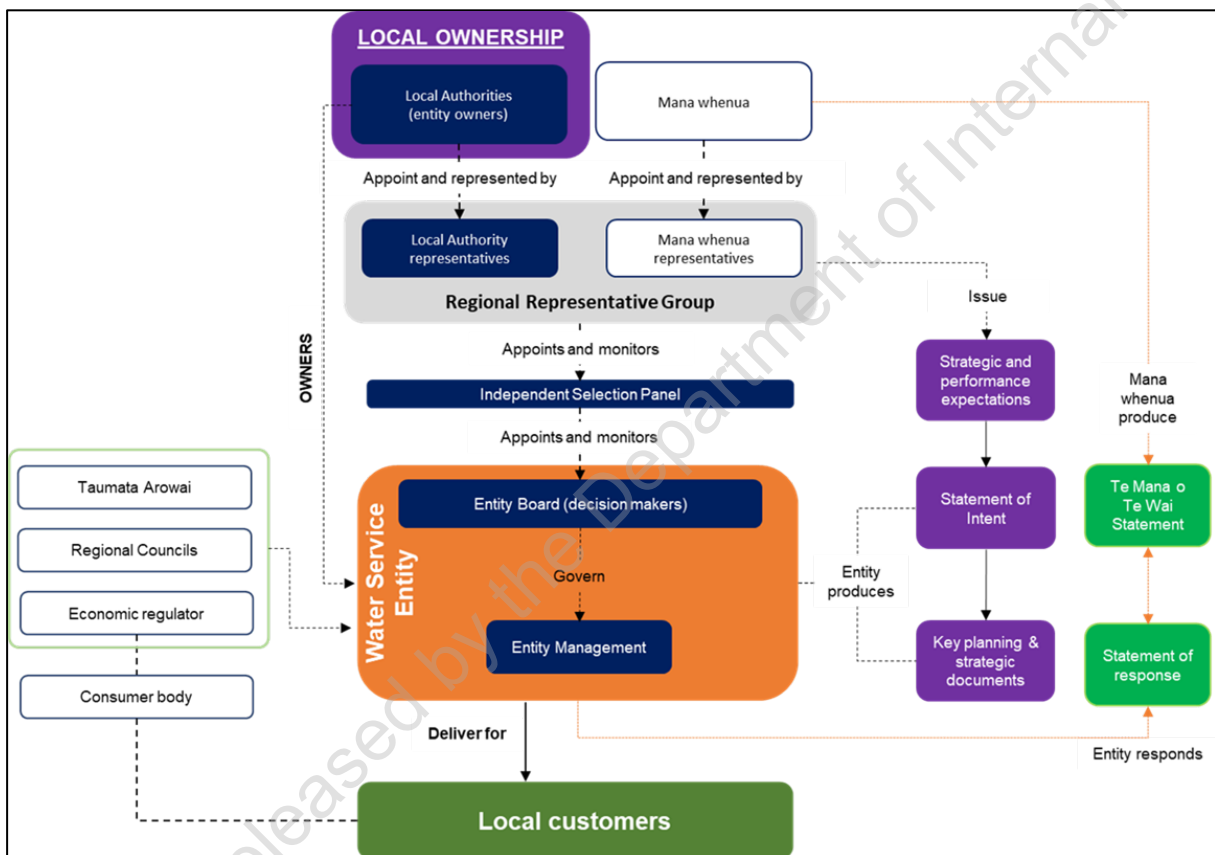 LOCAL OWNERSHIP
Local Authorities
(entity owners)
Mana whenua
Appoint and represented by
Appoint and represented by
Local Authority
representatives
Mana whenua
representatives
Regional Representative Group
Issue
OWNERS
Appoints and monitors
Strategic and
performance
expectations
Mana
whenua
produce
Independent Selection Panel
Appoints and monitors
Taumata Arowai
Regional Councils
Economic regulator
Consumer body
Water Service
Entity
Entity Board (decision makers)
Govern
Entity Management
Entity
produces
Statement of
Intent
Te Mana o
Te Wai
Statement
Key planning &
strategic
documents
Statement of
response
Deliver for
Entity responds
Local customers
Released by the Department of Internal